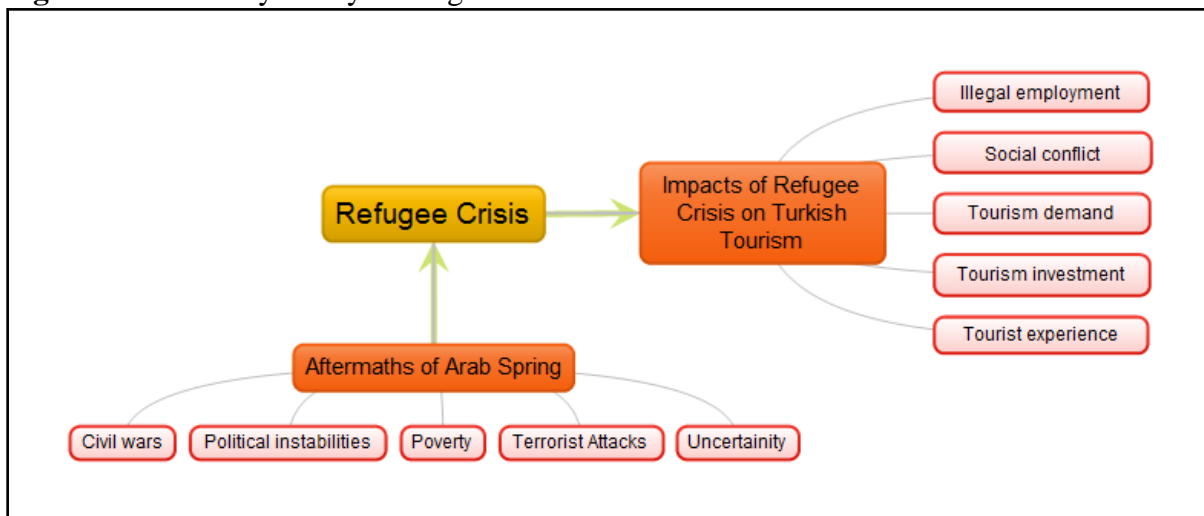 Illegal employment
Social conflict
Impacts of Refugee
Crisis on Turkish
Tourism
Refugee Crisis
Tourism demand
Tourism investment
Tourist experience
Aftermaths of Arab Spring
Civil wars
Political instabilities
Poverty
Terrorist Attacks
Uncertainity